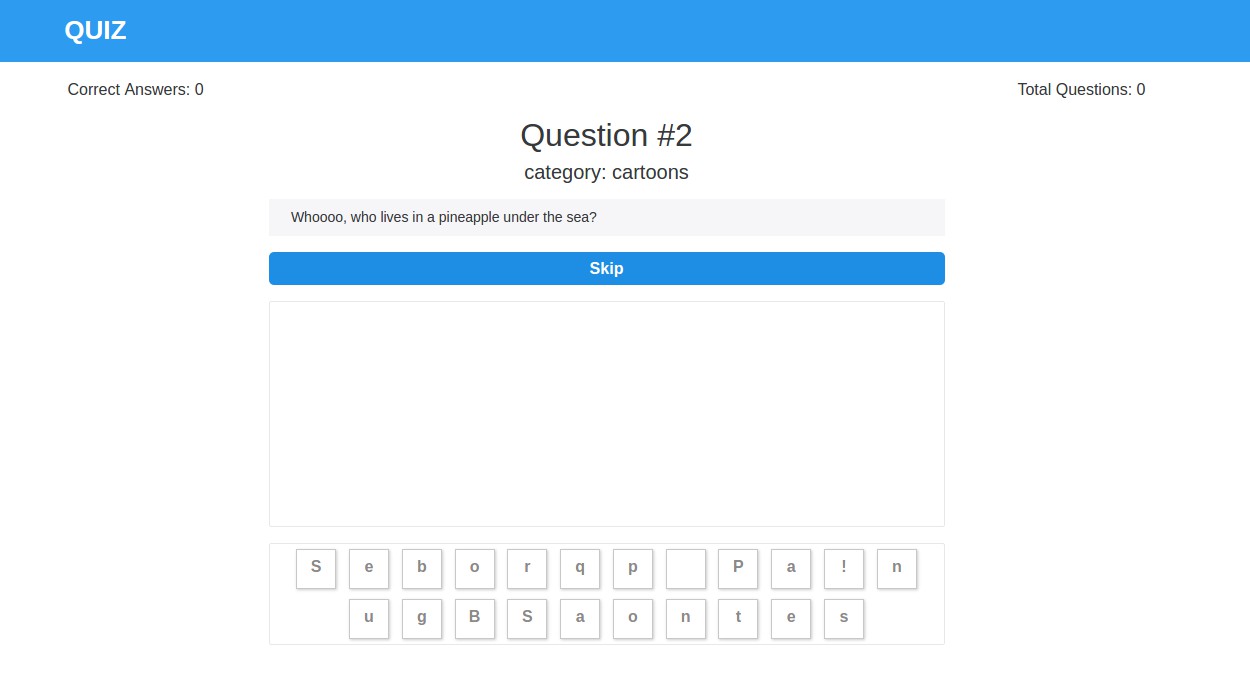 QUIZ
Correct Answers: 0 Total Questions: 0
Question #2
category: cartoons
Whoooo, who lives in a pineapple under the sea?
Skip
S e b o r q p P a ! n
u g B S a o n t e s